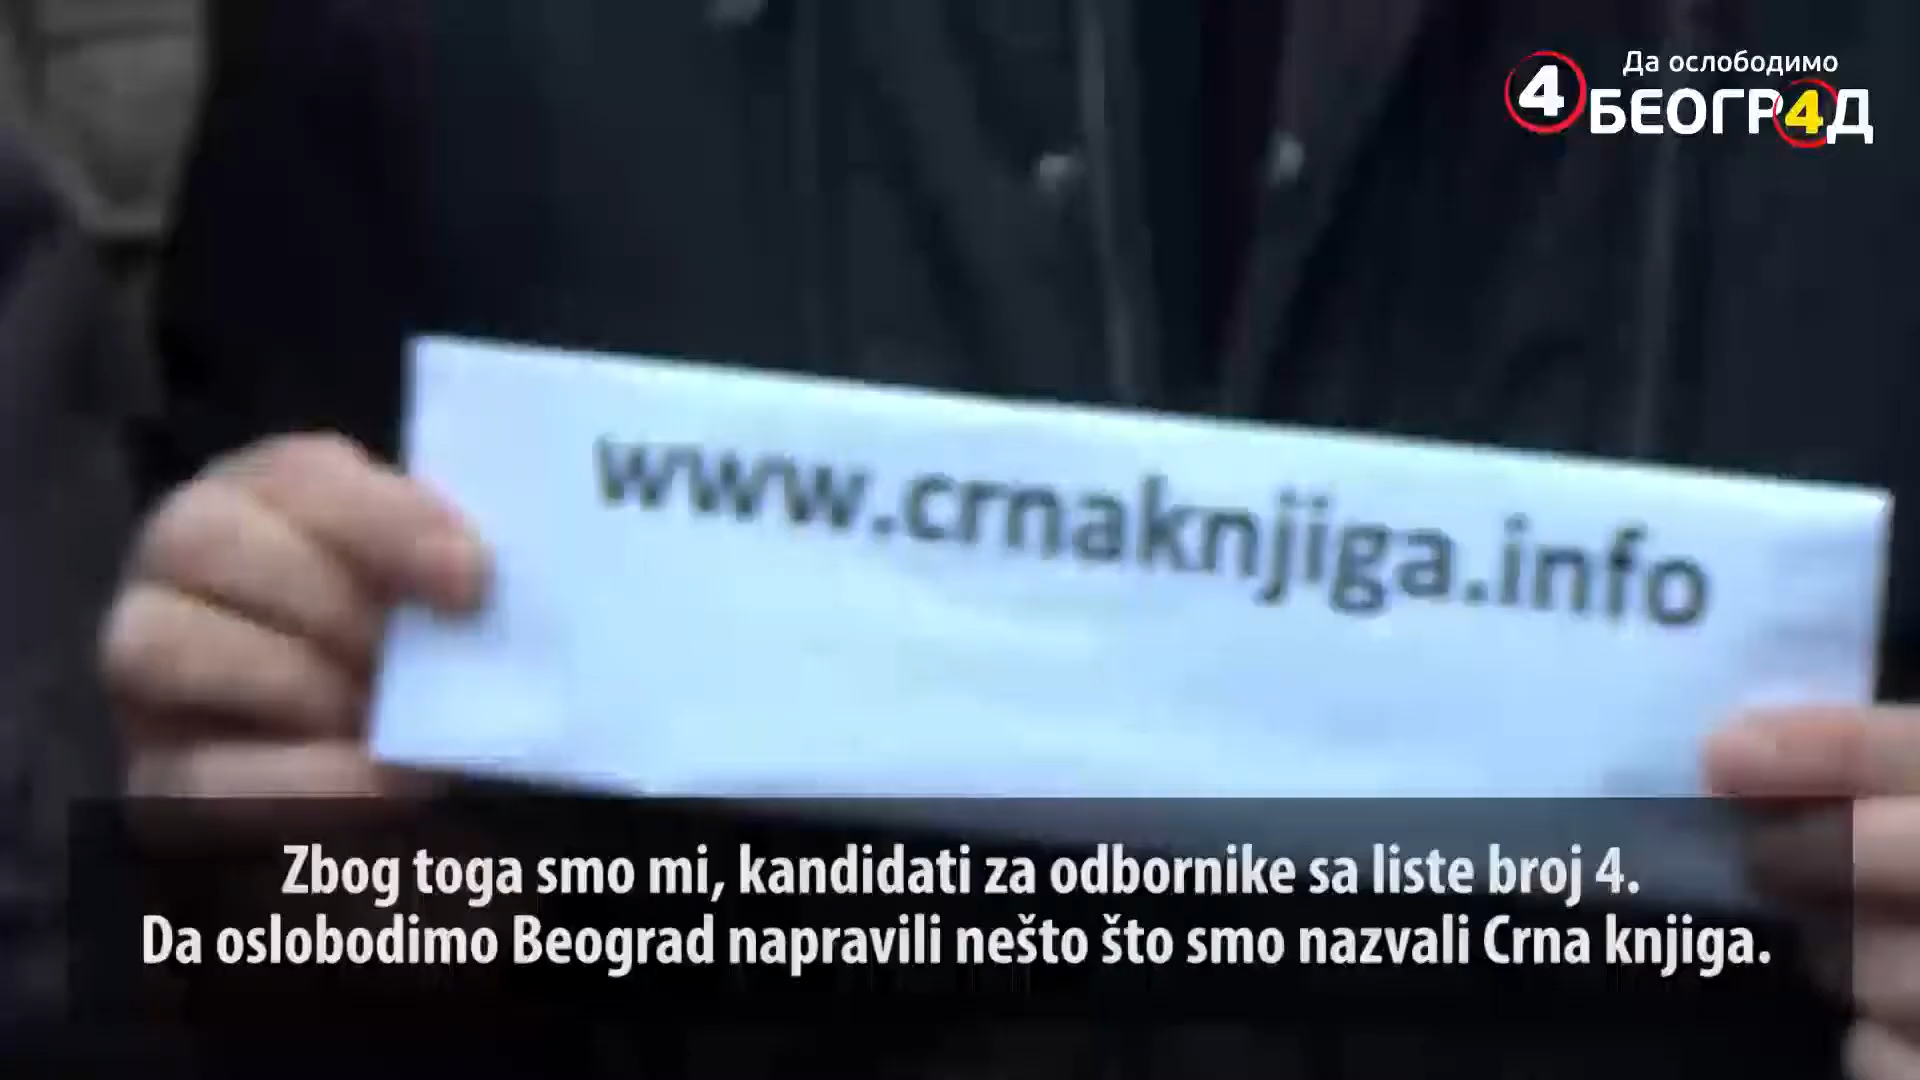 Да ослободимо
4 БЕОГР4Д
www.crnaknjiga.info
Zbog toga smo mi, kandidati za odbornike sa liste broj 4.
Da oslobodimo Beograd napravili nešto što smo nazvali Crna knjiga.